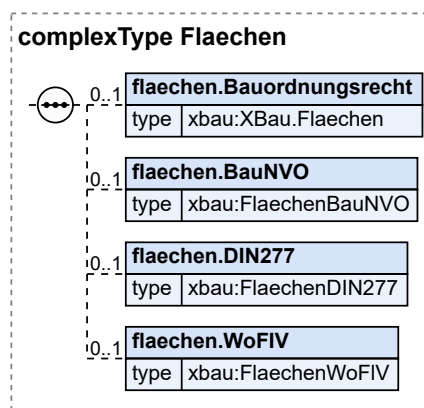 complexType Flaechen
0..1
flaechen.Bauordnungsrecht
type xbau:XBau.Flaechen
0..1
flaechen.BauNVO
type xbau:FlaechenBauNVO
0..1
flaechen.DIN277
type xbau:FlaechenDIN277
0..1
flaechen.WoFlV
type xbau:FlaechenWoFlV